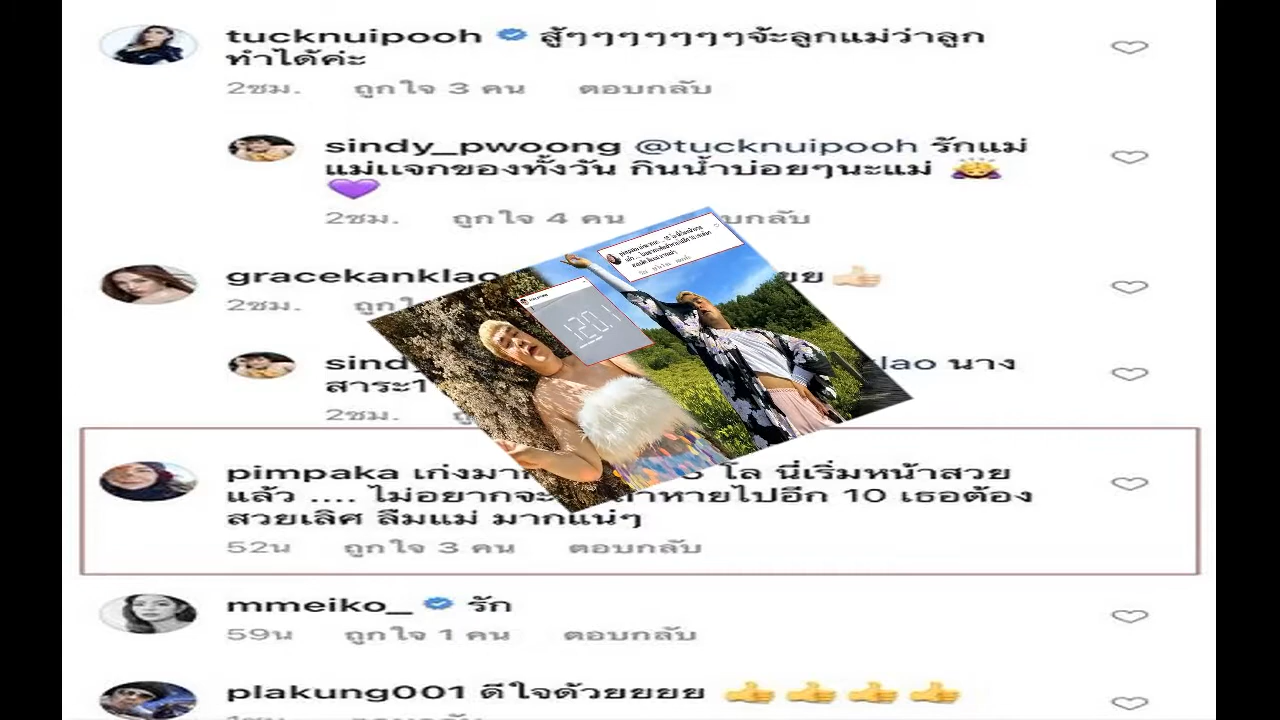 tucknuipooh สู้ๆๆๆๆๆๆๆจ้ะลูกแม่ว่าลูก
ทำได้ค่ะ
2ชม. ถูกใจ 3 คน ตอบกลับ
sindy_pwoong @tucknuipooh รักแม่
แม่แจกของทั้งวัน กินน้ำบ่อยๆนะแม่
2ชม. ถูกใจ 4 คน
gracekanklao
2ชม.
นาง
สาระ1
2ชม.
120.1
pimpaka โล นี่เริ่มหน้าสวย
แล้ว .... ไม่อยากจะ หายไปอีก 10 เธอต้อง
สวยเลิศ ลืมแม่ มากแน่ๆ
52น ถูกใจ 3 คน ตอบกลับ
mmeiko_ รัก
59น ถูกใจ 1 คน ตอบกลับ
plakung001 ดีใจด้วยยยย